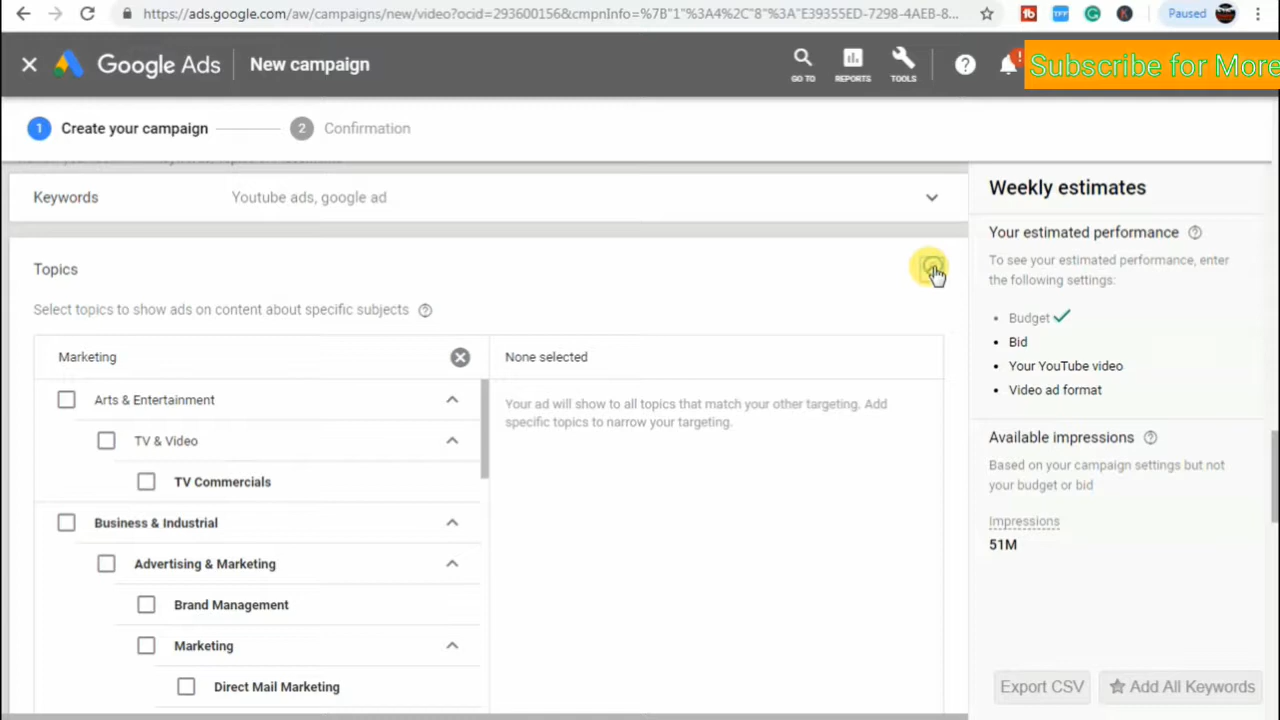 https://ads.google.com/aw/campaigns/new/video?ocid=293600156&cmpnInfo=%7B"1"%3A4%2C"8"%3A"E39355ED-7298-4AEB-8...
Paused
Google Ads
New campaign
GO TO
REPORTS
TOOLS
Subscribe for More
1
Create your campaign
2
Confirmation
Keywords
Youtube ads, google ad
Topics
Select topics to show ads on content about specific subjects
Marketing
None selected
Arts & Entertainment
Your ad will show to all topics that match your other targeting. Add
specific topics to narrow your targeting.
TV & Video
TV Commercials
Business & Industrial
Advertising & Marketing
Brand Management
Marketing
Direct Mail Marketing
Weekly estimates
Your estimated performance
To see your estimated performance, enter
the following settings:
Budget
Bid
Your YouTube video
Video ad format
Available impressions
Based on your campaign settings but not
your budget or bid
Impressions
51M
Export CSV
Add All Keywords